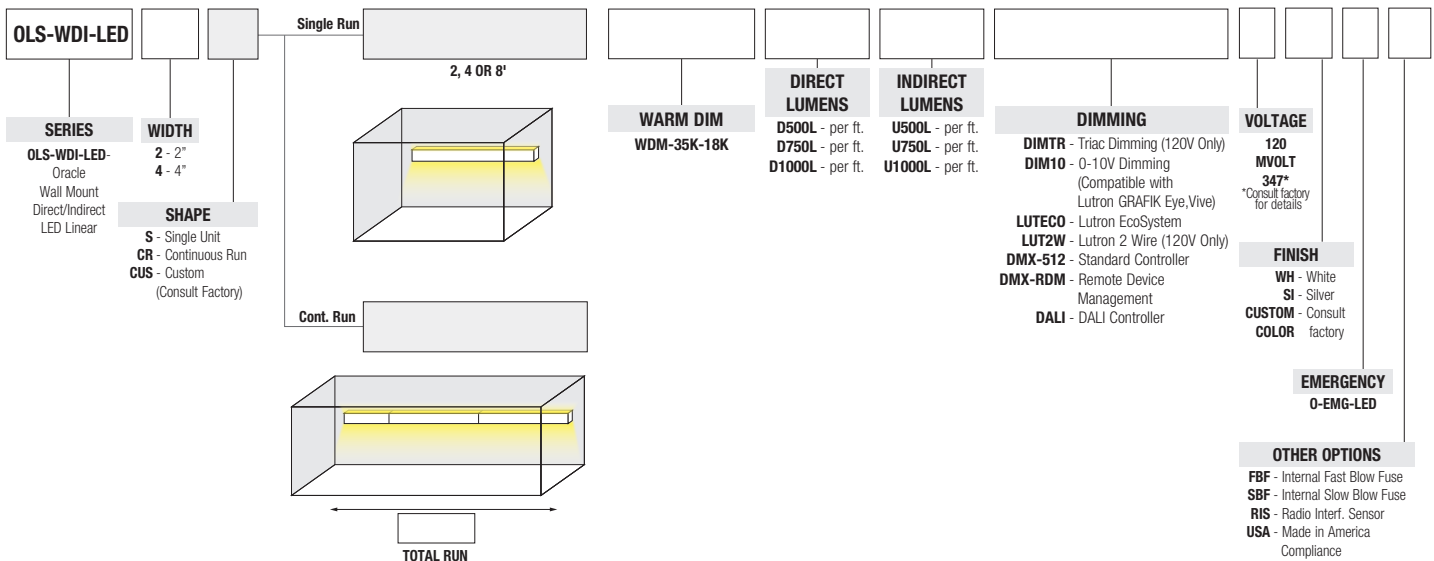 OLS-WDI-LED
SERIES
OLS-WDI-LED-
Oracle
Wall Mount
Direct/Indirect
LED Linear
WIDTH
2 - 2”
4 - 4”
SHAPE
S - Single Unit
CR - Continuous Run
CUS - Custom
(Consult Factory)
Single Run
2, 4 OR 8'
Cont. Run
TOTAL RUN
WARM DIM
WDM-35K-18K
DIRECT
LUMENS
D500L - per ft.
D750L - per ft.
D1000L - per ft.
INDIRECT
LUMENS
U500L - per ft.
U750L - per ft.
U1000L - per ft.
DIMMING
DIMTR - Triac Dimming (120V Only)
DIM10 - 0-10V Dimming
(Compatible with
Lutron GRAFIK Eye,Vive)
LUTECO - Lutron EcoSystem
LUT2W - Lutron 2 Wire (120V Only)
DMX-512 - Standard Controller
DMX-RDM - Remote Device
Management
DALI - DALI Controller
VOLTAGE
120
MVOLT
347*
*Consult factory
for details
FINISH
WH - White
SI - Silver
CUSTOM - Consult
COLOR factory
EMERGENCY
O-EMG-LED
OTHER OPTIONS
FBF - Internal Fast Blow Fuse
SBF - Internal Slow Blow Fuse
RIS - Radio Interf. Sensor
USA - Made in America
Compliance